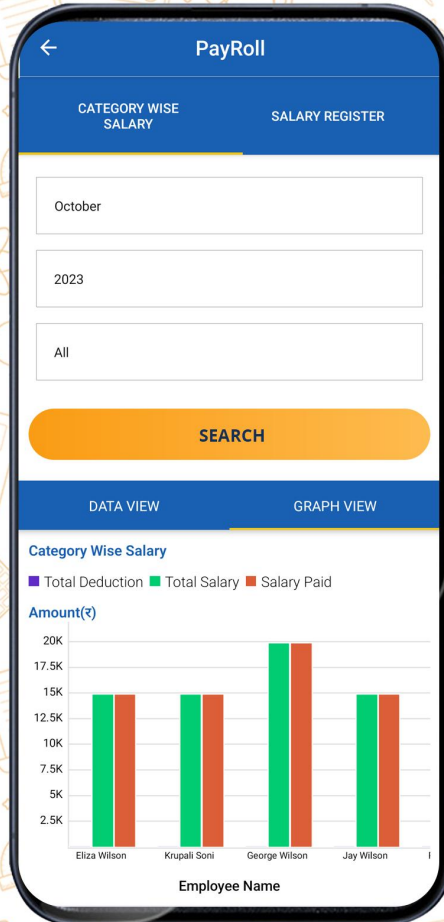 PayRoll
CATEGORY WISE
SALARY
SALARY REGISTER
October
2023
All
SEARCH
DATA VIEW
GRAPH VIEW
Category Wise Salary
Total Deduction
Total Salary
Salary Paid
Amount(₹)
20K
17.5K
15K
12.5K
10K
7.5K
5K
2.5K
Eliza Wilson
Krupali Soni
George Wilson
Jay Wilson
Employee Name